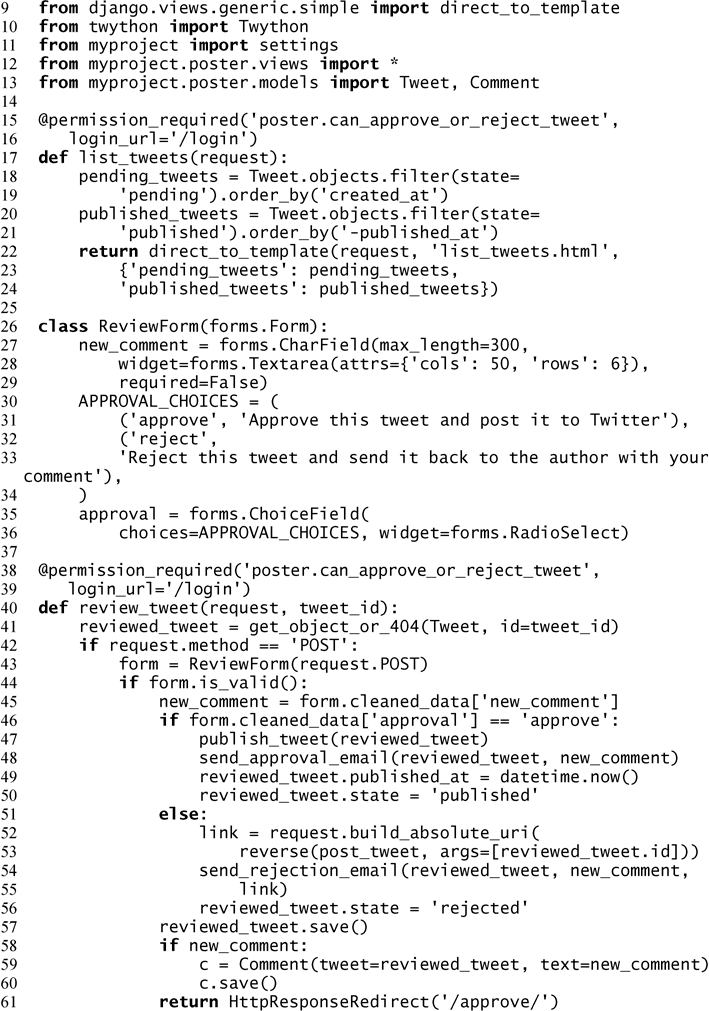 9 from django.views.generic.simple import direct_to_template
10 from twython import Twython
11 from myproject import settings
12 from myproject.poster.views import *
13 from myproject.poster.models import Tweet, Comment
14
15 @permission_required('poster.can_approve_or_reject_tweet',
16    login_url='/login')
17 def list_tweets(request):
18     pending_tweets = Tweet.objects.filter(state=
19         'pending').order_by('created_at')
20     published_tweets = Tweet.objects.filter(state=
21         'published').order_by('-published_at')
22     return direct_to_template(request, 'list_tweets.html',
23         {'pending_tweets': pending_tweets,
24         'published_tweets': published_tweets})
25
26 class ReviewForm(forms.Form):
27     new_comment = forms.CharField(max_length=300,
28         widget=forms.Textarea(attrs={'cols': 50, 'rows': 6}),
29         required=False)
30     APPROVAL_CHOICES = (
31         ('approve', 'Approve this tweet and post it to Twitter'),
32         ('reject',
33         'Reject this tweet and send it back to the author with your
comment'),
34     )
35     approval = forms.ChoiceField(
36         choices=APPROVAL_CHOICES, widget=forms.RadioSelect)
37
38 @permission_required('poster.can_approve_or_reject_tweet',
39    login_url='/login')
40 def review_tweet(request, tweet_id):
41     reviewed_tweet = get_object_or_404(Tweet, id=tweet_id)
42     if request.method == 'POST':
43         form = ReviewForm(request.POST)
44         if form.is_valid():
45             new_comment = form.cleaned_data['new_comment']
46             if form.cleaned_data['approval'] == 'approve':
47                 publish_tweet(reviewed_tweet)
48                 send_approval_email(reviewed_tweet, new_comment)
49                 reviewed_tweet.published_at = datetime.now()
50                 reviewed_tweet.state = 'published'
51             else:
52                 link = request.build_absolute_uri(
53                     reverse(post_tweet, args=[reviewed_tweet.id]))
54                 send_rejection_email(reviewed_tweet, new_comment,
55                     link)
56                 reviewed_tweet.state = 'rejected'
57             reviewed_tweet.save()
58             if new_comment:
59                 c = Comment(tweet=reviewed_tweet, text=new_comment)
60                 c.save()
61             return HttpResponseRedirect('/approve/')